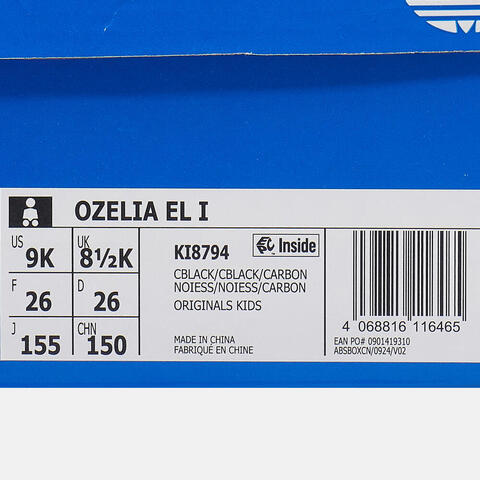 OZELIA EL I
US 9K UK 8½K
F 26 D 26
J 155 CHN 150
KI8794 Inside
CBLACK/CBLACK/CARBON
NOIESS/NOIESS/CARBON
ORIGINALS KIDS
MADE IN CHINA
FABRIQUÉ EN CHINE
4 068816 116465
EAN PO# 0901419310
ABSBOXCN/0924/V02